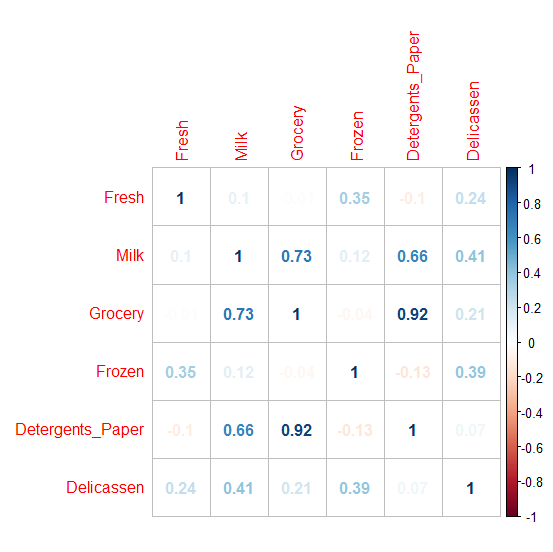 Fresh Milk Grocery Frozen Detergents_Paper Delicassen
Fresh 1 0.1 -0.01 0.35 -0.1 0.24
Milk 0.1 1 0.73 0.12 0.66 0.41
Grocery -0.01 0.73 1 -0.04 0.92 0.21
Frozen 0.35 0.12 -0.04 1 -0.13 0.39
Detergents_Paper -0.1 0.66 0.92 -0.13 1 0.07
Delicassen 0.24 0.41 0.21 0.39 0.07 1
1
0.8
0.6
0.4
0.2
0
-0.2
-0.4
-0.6
-0.8
-1